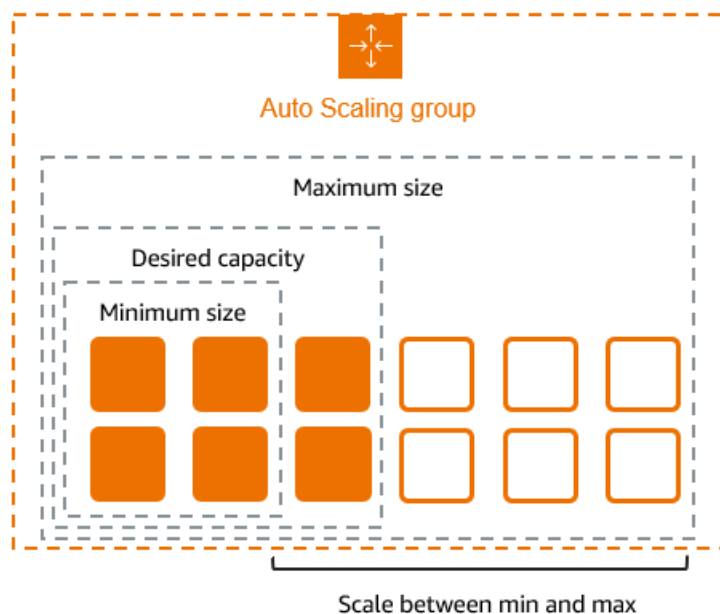 Auto Scaling group
Maximum size
Desired capacity
Minimum size
Scale between min and max